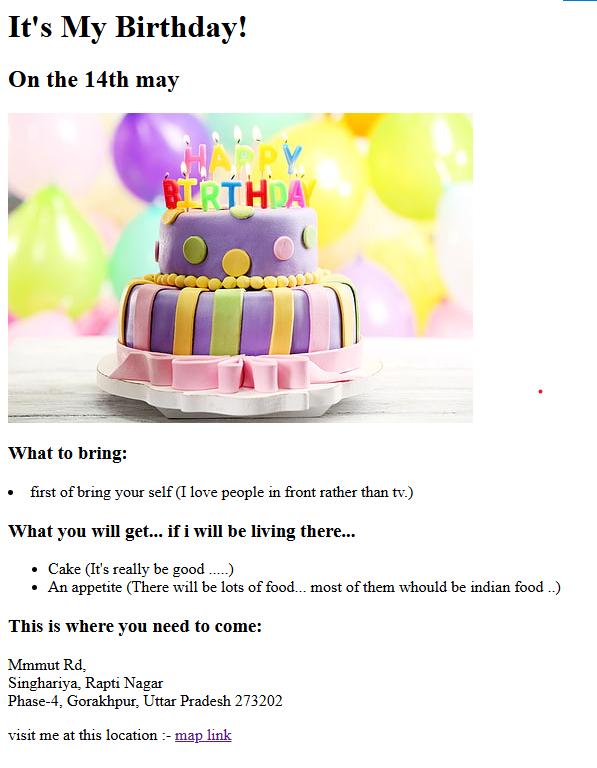 It's My Birthday!
On the 14th may
HAPPY
BIRTHDAY
What to bring:
first of bring your self (I love people in front rather than tv.)
What you will get... if i will be living there...
Cake (It's really be good .....)
An appetite (There will be lots of food... most of them whould be indian food ..)
This is where you need to come:
Mmmut Rd,
Singhariya, Rapti Nagar
Phase-4, Gorakhpur, Uttar Pradesh 273202
visit me at this location :- map link